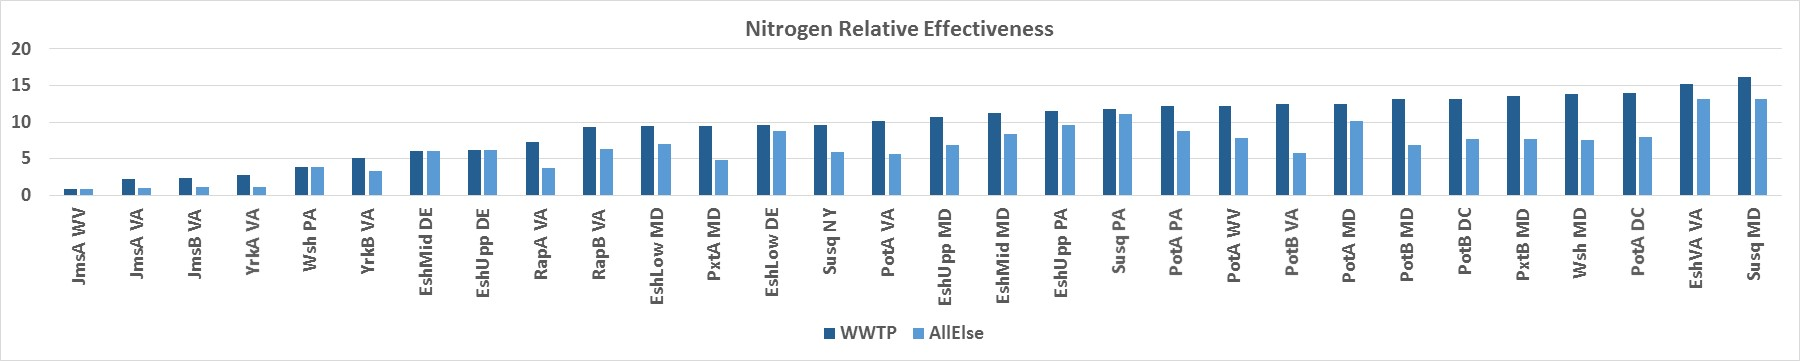 Nitrogen Relative Effectiveness
20
15
10
5
0
JmsA WV
JmsA VA
JmsB VA
YrkA VA
Wsh PA
YrkB VA
EshMid DE
EshUpp DE
RapA VA
RapB VA
EshLow MD
PxtA MD
EshLow DE
Susq NY
PotA VA
EshUpp MD
EshMid MD
EshUpp PA
Susq PA
PotA PA
PotA WV
PotB VA
PotA MD
PotB MD
PotB DC
PxtB MD
Wsh MD
PotA DC
EshVA VA
Susq MD
WWTP AllElse